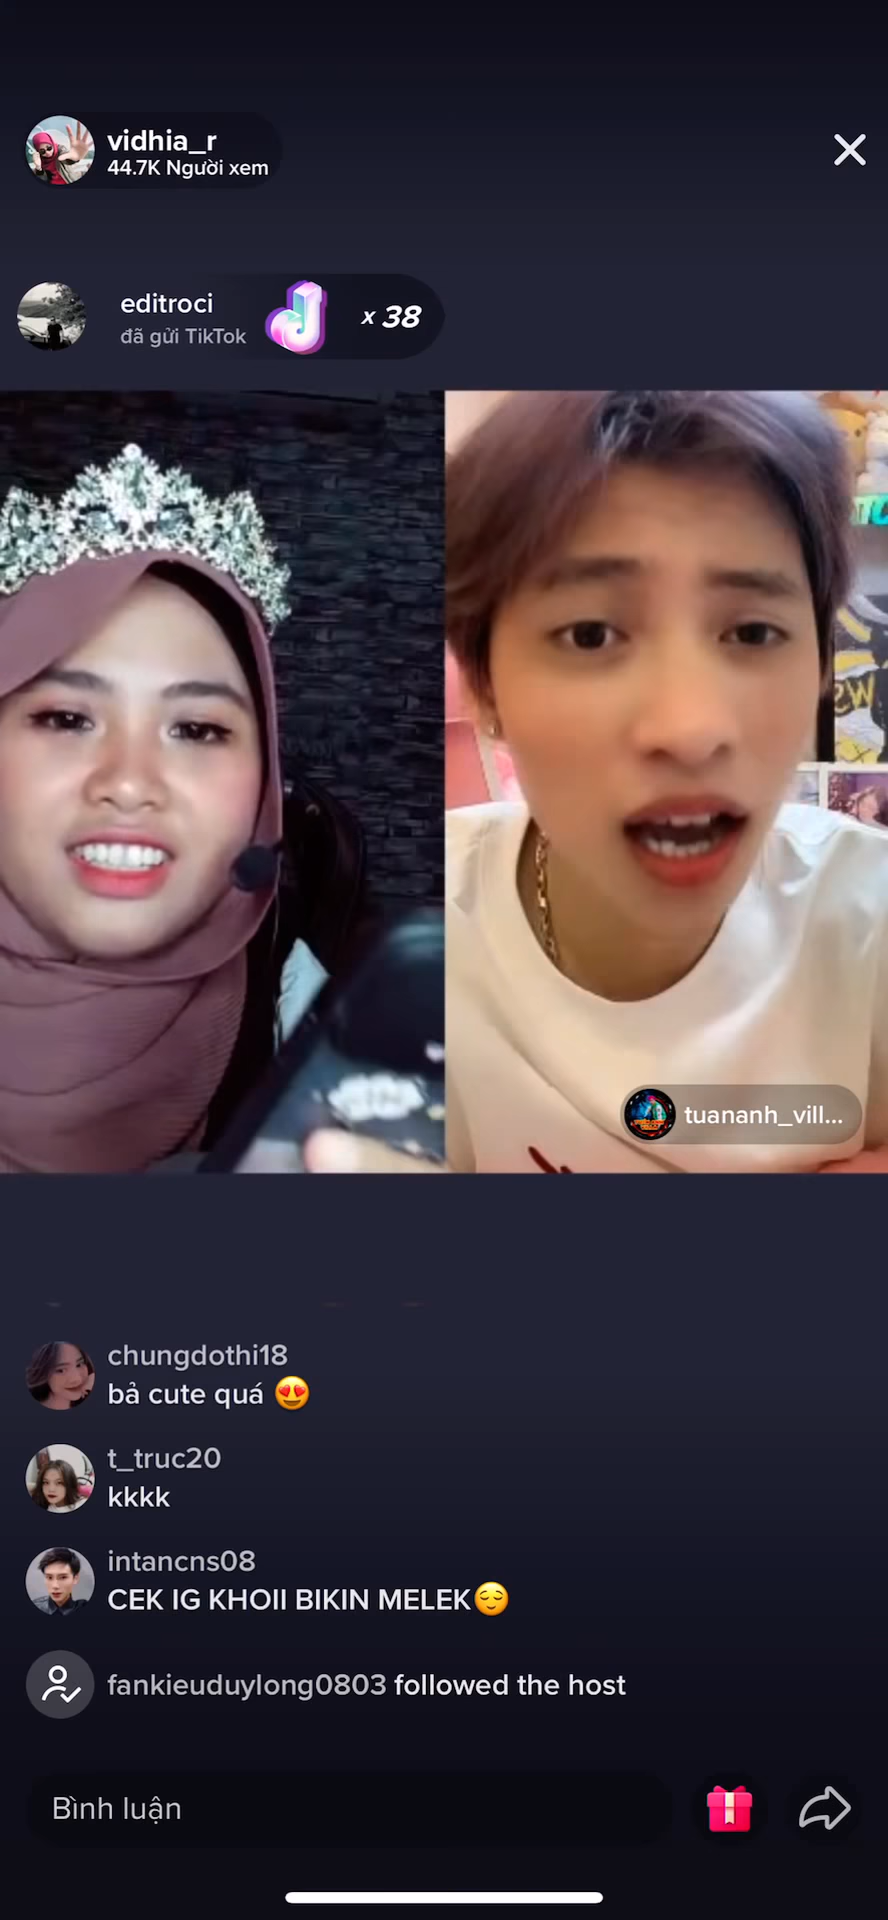 vidhia_r
44.7K Người xem
editroci
đã gửi TikTok
x 38
tuananh_vill...
chungdothi18
bả cute quá 😍
t_truc20
kkkk
intancns08
CEK IG KHOII BIKIN MELEK😌
fankieuduylong0803 followed the host
Bình luận